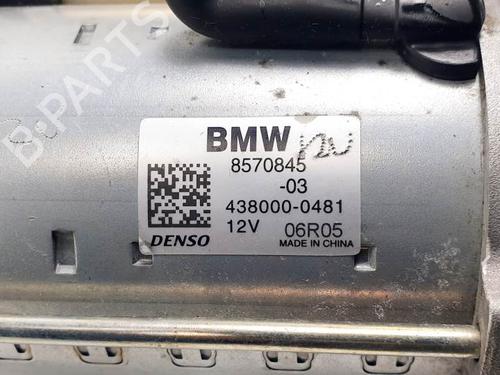 BMW
8570845
-03
438000-0481
12V 06R05
DENSO MADE IN CHINA
B-PARTS